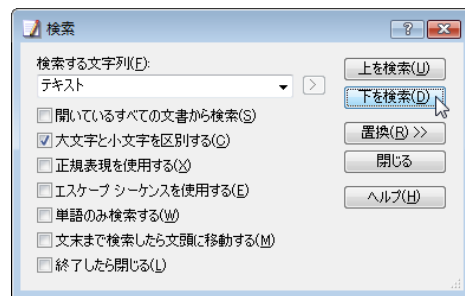 検索
検索する文字列(F):
テキスト
>
開いているすべての文書から検索(S)
大文字と小文字を区別する(C)
正規表現を使用する(X)
エスケープ シーケンスを使用する(E)
単語のみ検索する(W)
文末まで検索したら文頭に移動する(M)
終了したら閉じる(L)
上を検索(U)
下を検索(D)
置換(R) >>
閉じる
ヘルプ(H)